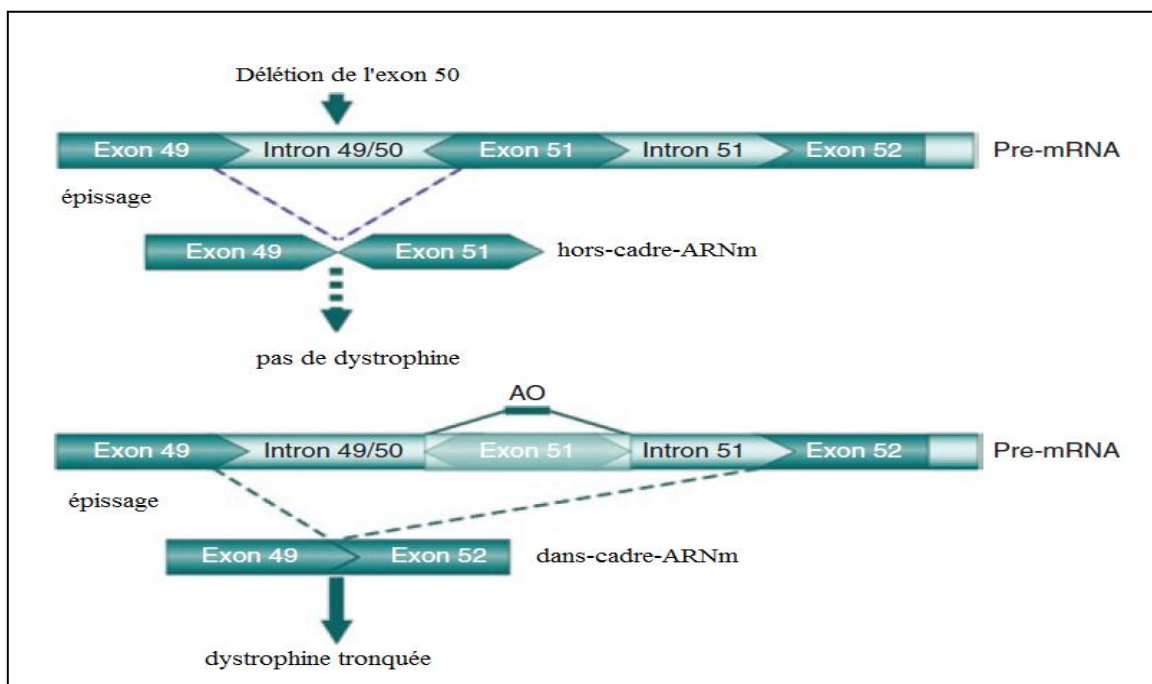 Délétion de l'exon 50
Exon 49 Intron 49/50 Exon 51 Intron 51 Exon 52 Pre-mRNA
épissage
Exon 49 Exon 51 hors-cadre-ARNm
pas de dystrophine
AO
Exon 49 Intron 49/50 Exon 51 Intron 51 Exon 52 Pre-mRNA
épissage
Exon 49 Exon 52 dans-cadre-ARNm
dystrophine tronquée